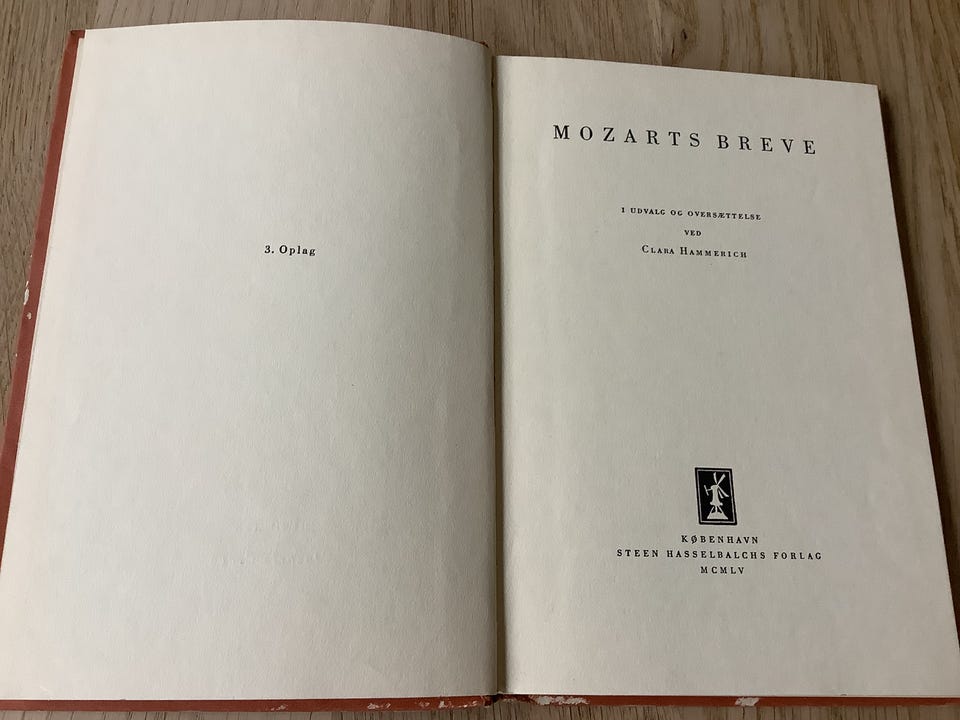 3. Oplag
MOZARTS BREVE
I UDVALG OG OVERSÆTTELSE
VED
CLARA HAMMERICH
KØBENHAVN
STEEN HASSELBALCHS FORLAG
MCMLV